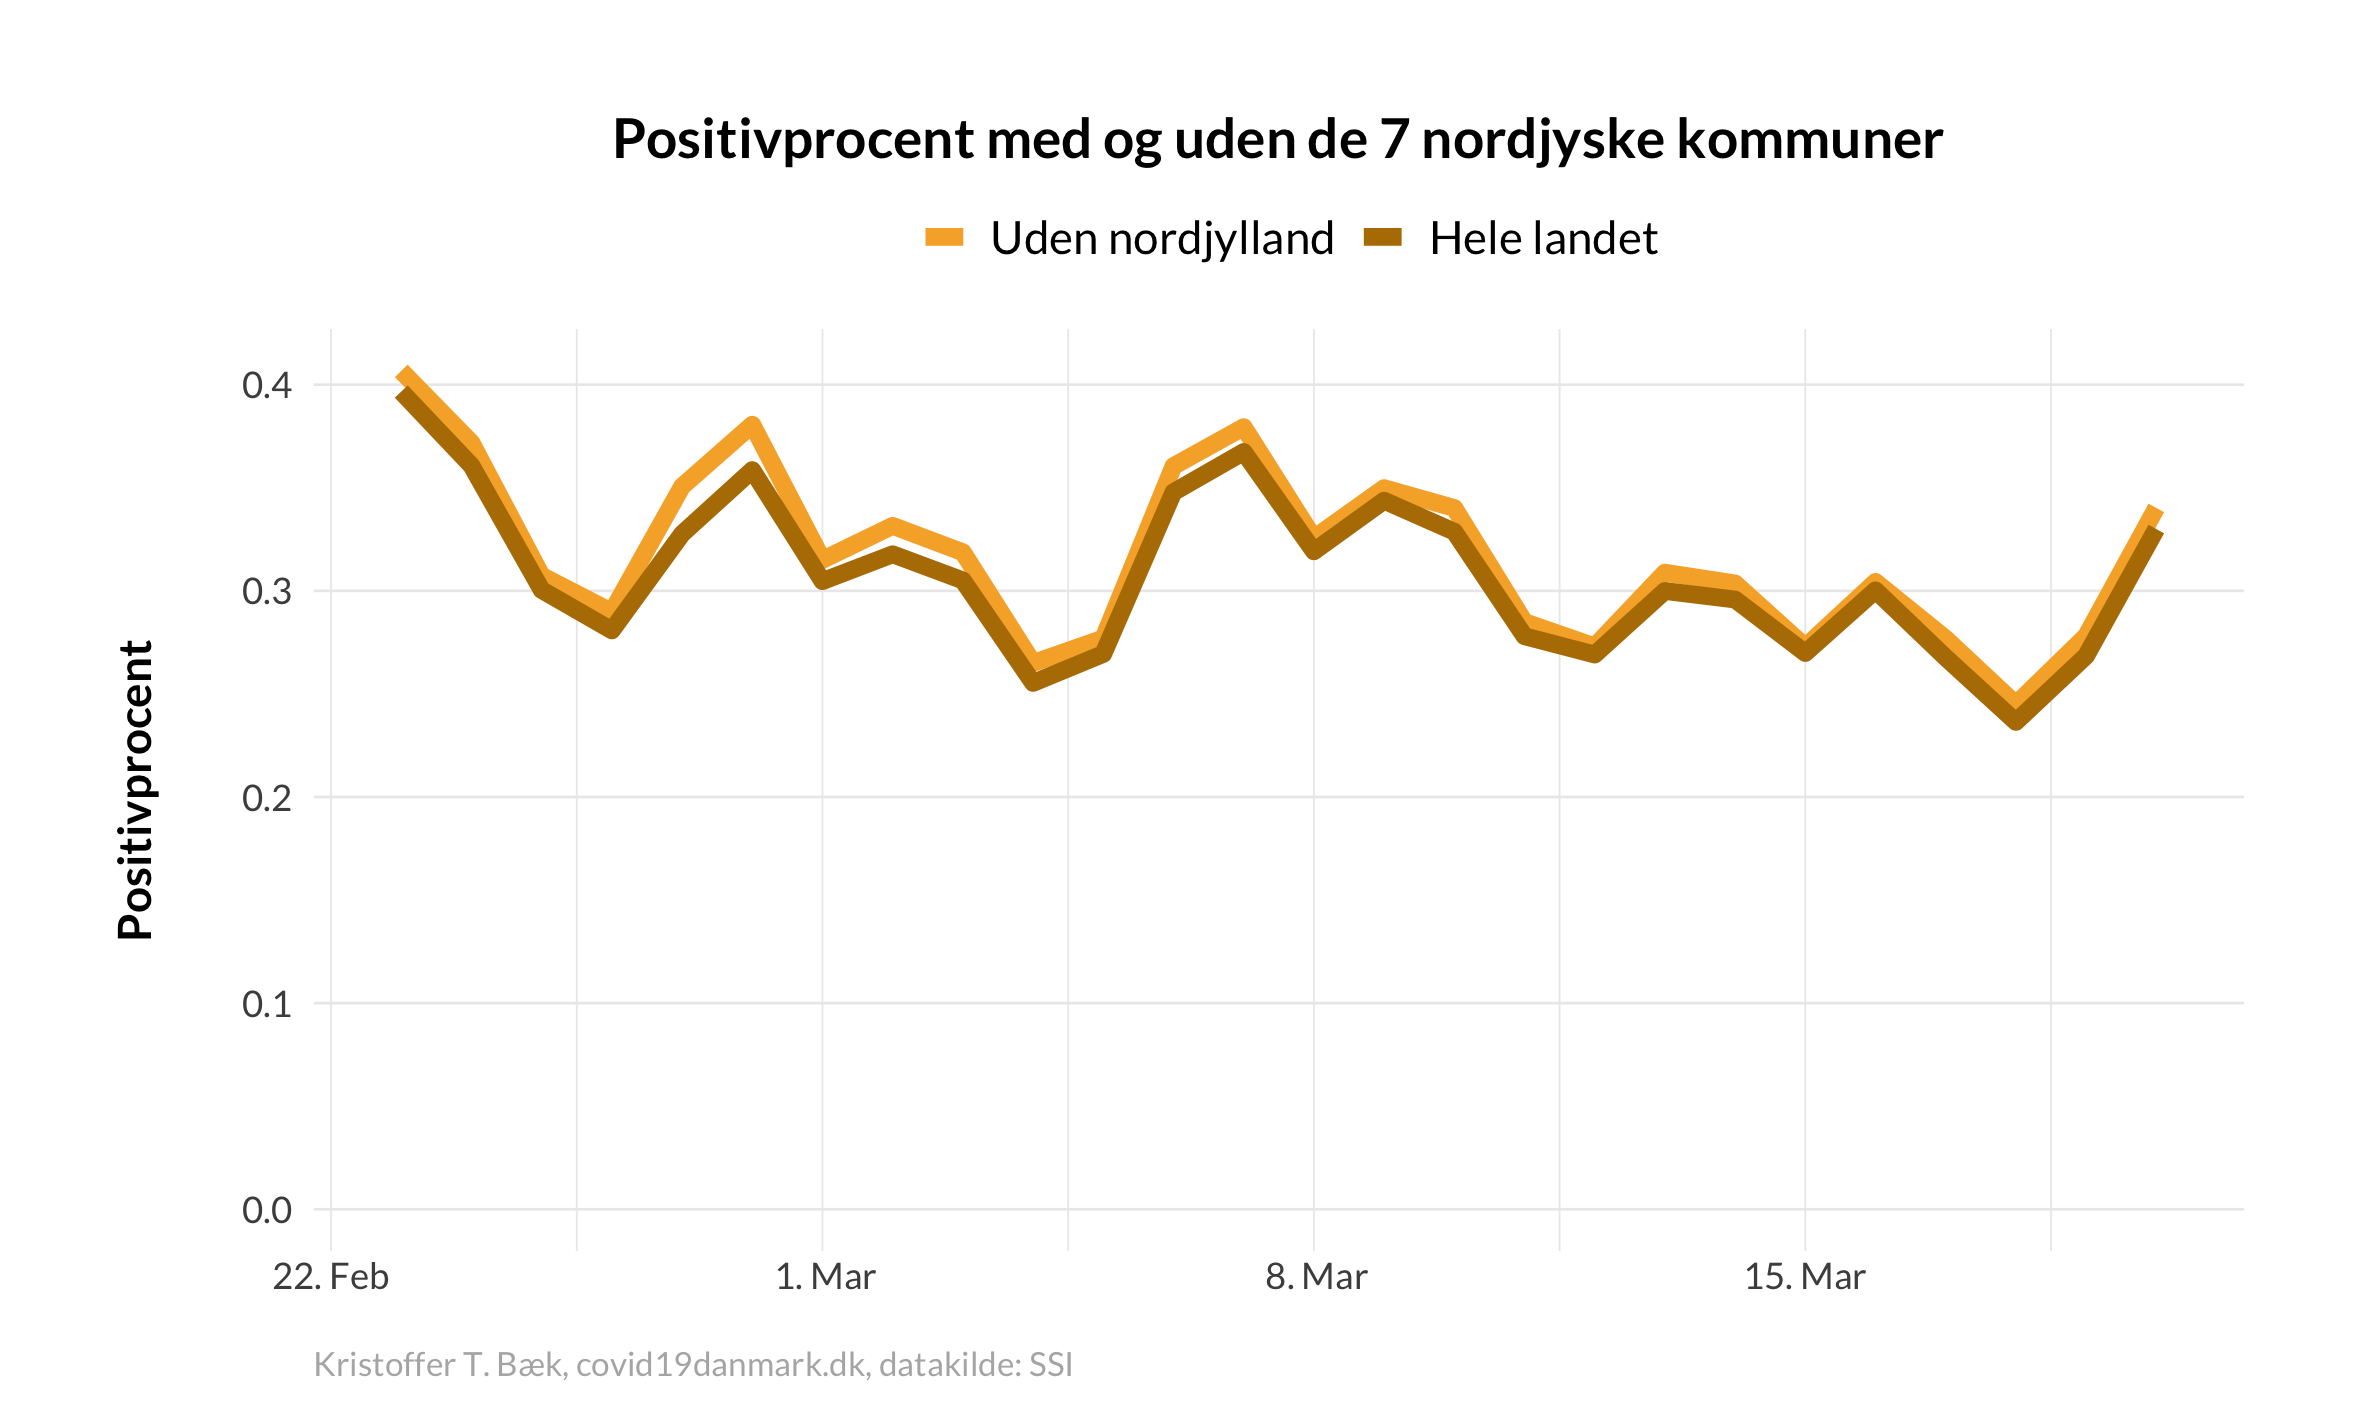 Positivprocent med og uden de 7 nordjyske kommuner
Uden nordjylland Hele landet
Positivprocent
0.4
0.3
0.2
0.1
0.0
22. Feb 1. Mar 8. Mar 15. Mar
Kristoffer T. Bæk, covid19danmark.dk, datakilde: SSI